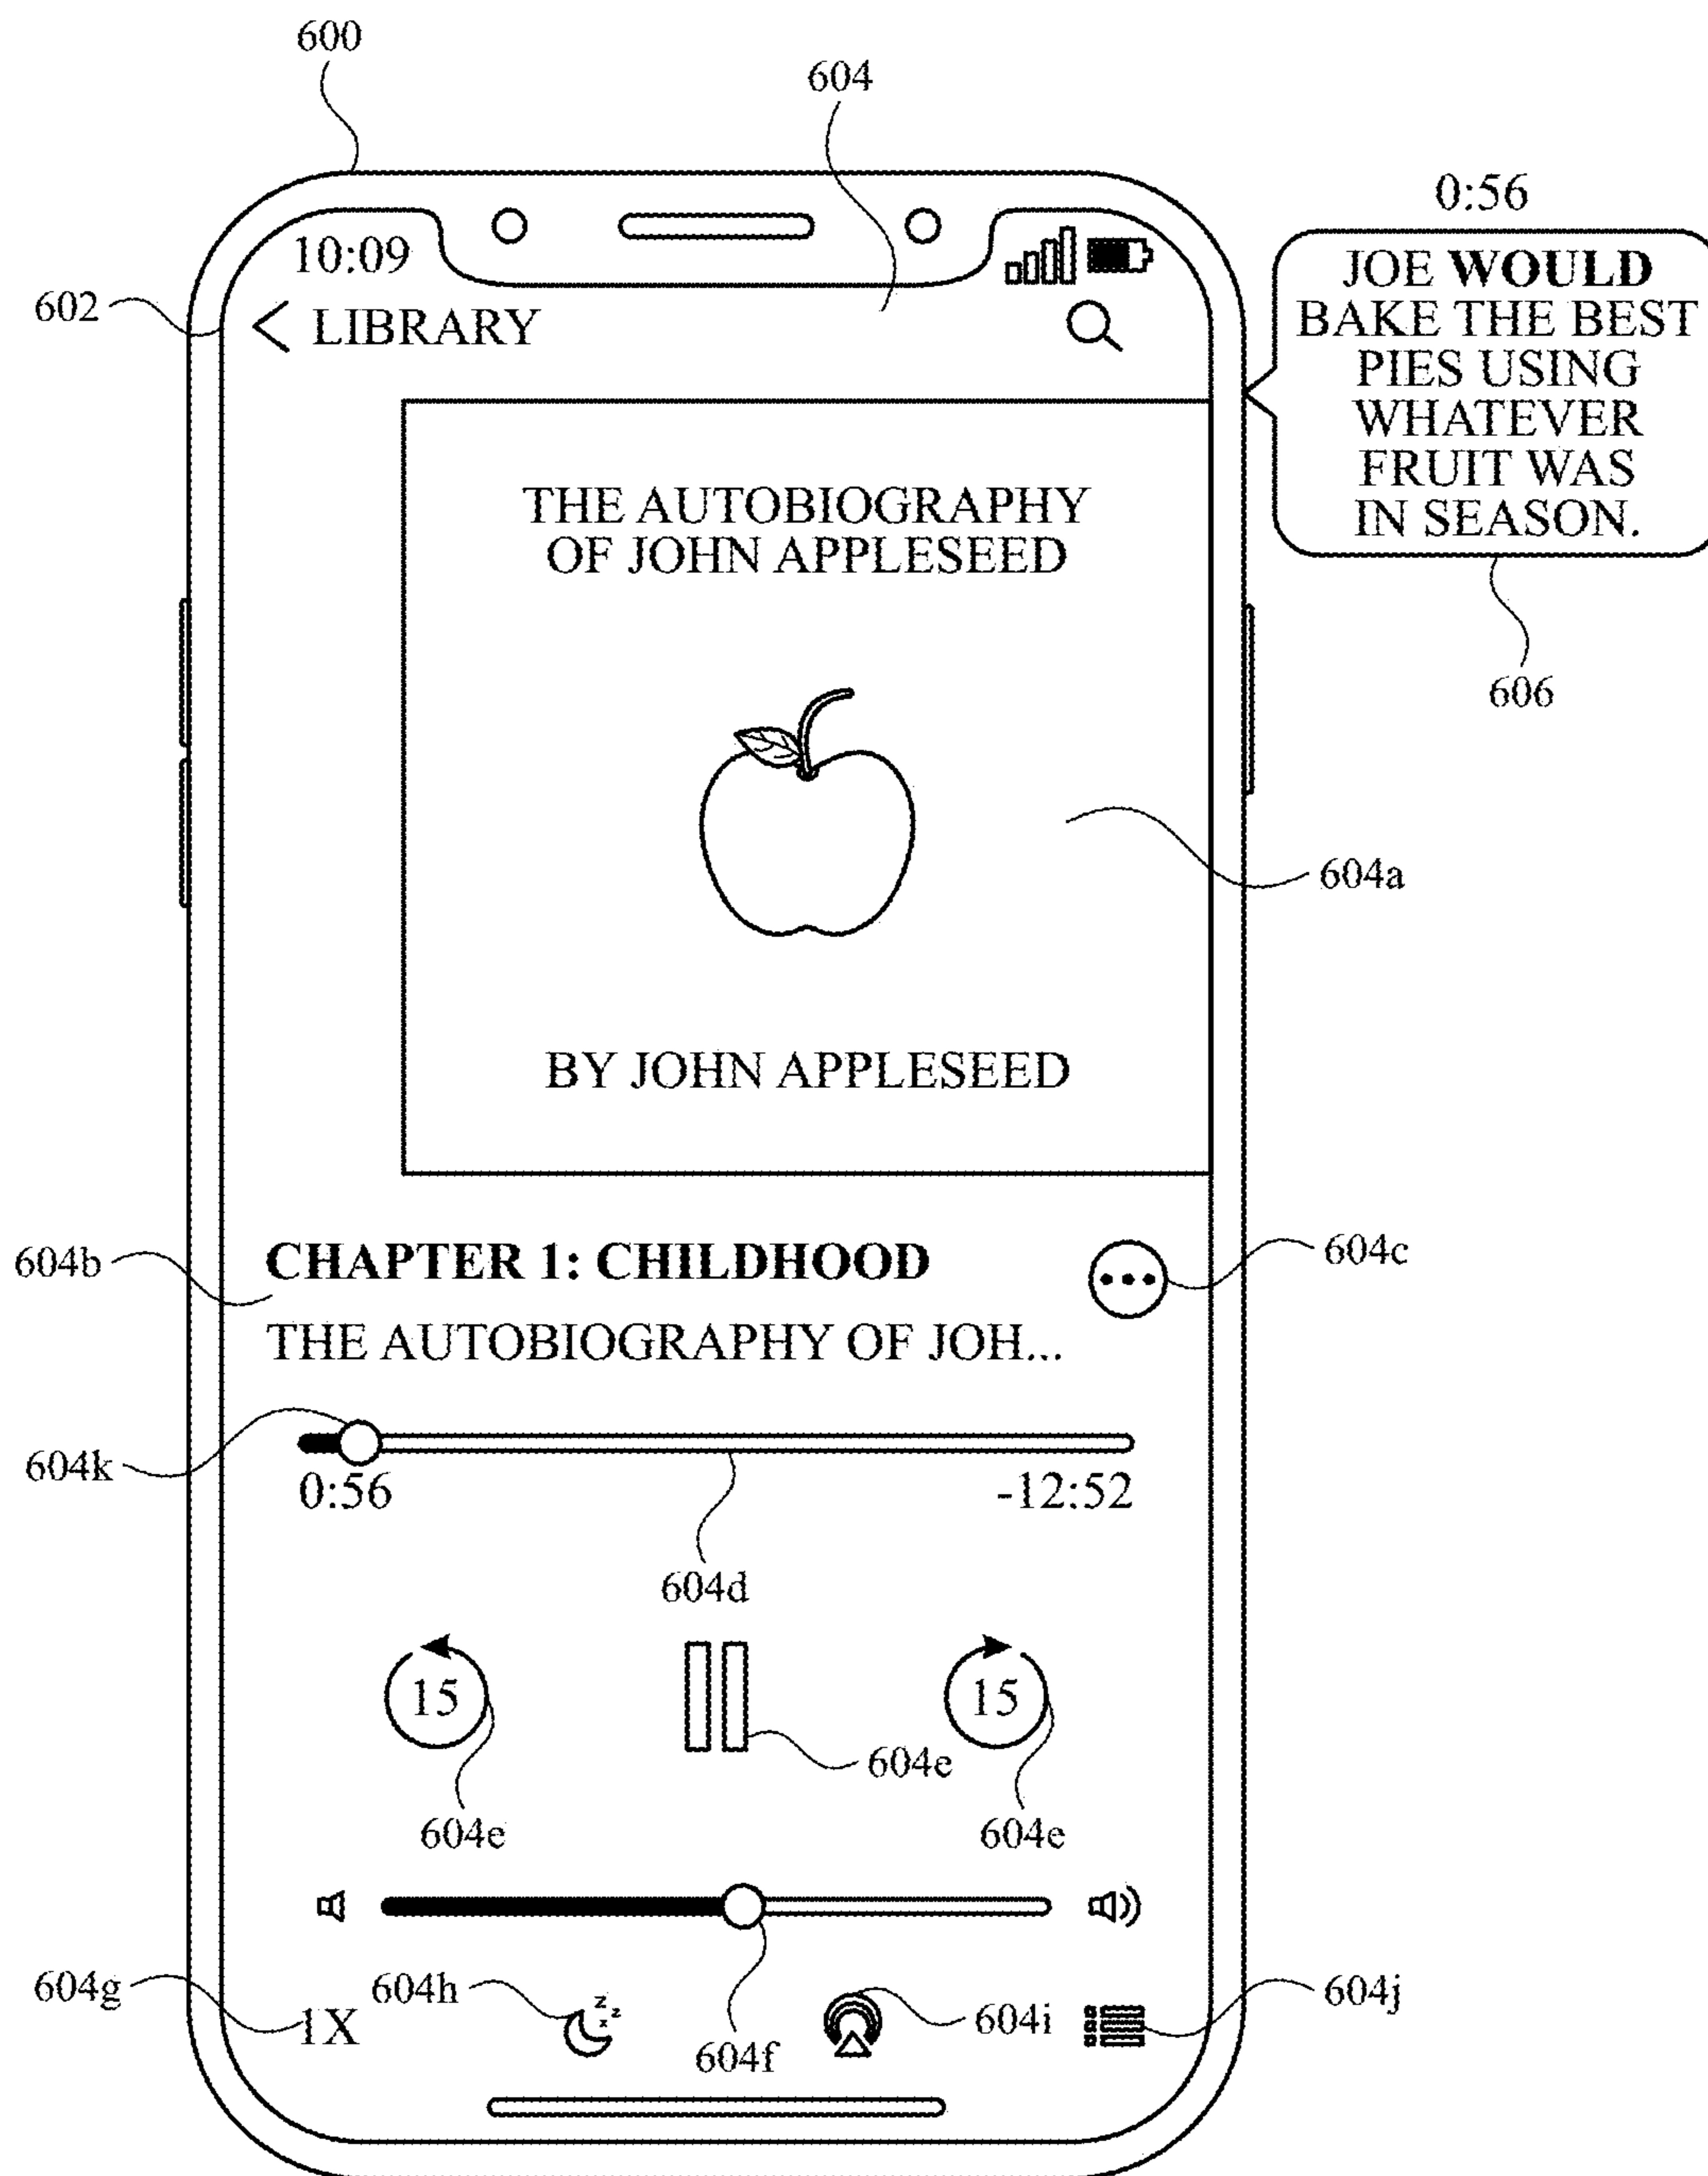 600
604
0:56
10:09
602
LIBRARY
JOE WOULD
BAKE THE BEST
PIES USING
WHATEVER
FRUIT WAS
IN SEASON.
606
THE AUTOBIOGRAPHY
OF JOHN APPLESEED
604a
BY JOHN APPLESEED
604b
CHAPTER 1: CHILDHOOD
604c
THE AUTOBIOGRAPHY OF JOH...
604k
0:56
-12:52
604d
15
15
604e
604e
604e
604g
1X
604h
z z z
604f
604i
604j